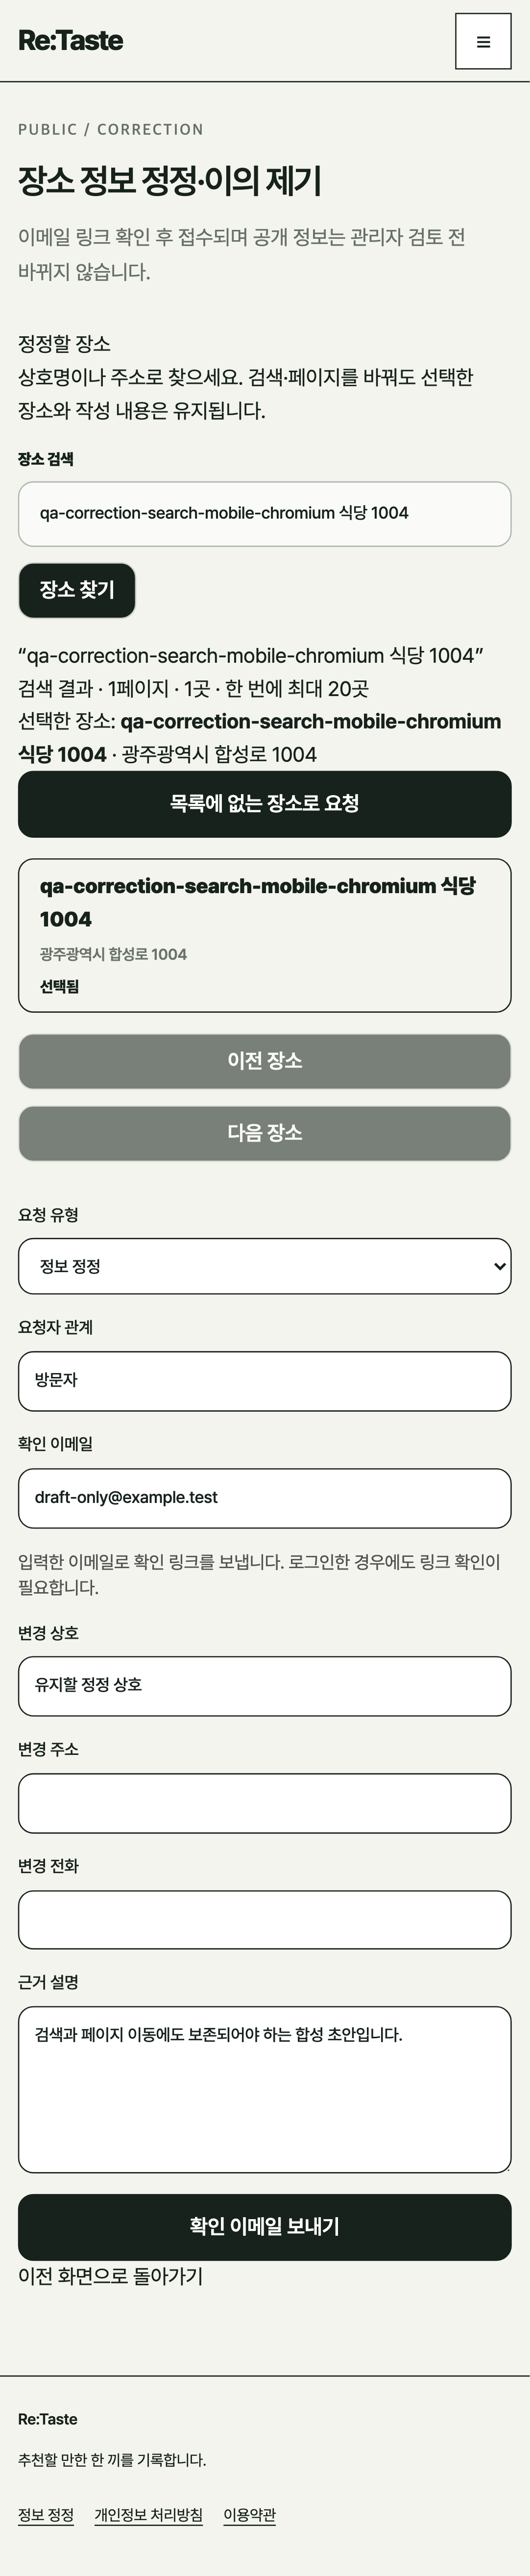 Re:Taste
≡
PUBLIC / CORRECTION
장소 정보 정정·이의 제기
이메일 링크 확인 후 접수되며 공개 정보는 관리자 검토 전
바뀌지 않습니다.
정정할 장소
상호명이나 주소로 찾으세요. 검색·페이지를 바꿔도 선택한
장소와 작성 내용은 유지됩니다.
장소 검색
qa-correction-search-mobile-chromium 식당 1004
장소 찾기
“qa-correction-search-mobile-chromium 식당 1004”
검색 결과 · 1페이지 · 1곳 · 한 번에 최대 20곳
선택한 장소: qa-correction-search-mobile-chromium
식당 1004 · 광주광역시 합성로 1004
목록에 없는 장소로 요청
qa-correction-search-mobile-chromium 식당
1004
광주광역시 합성로 1004
선택됨
이전 장소
다음 장소
요청 유형
정보 정정
요청자 관계
방문자
확인 이메일
draft-only@example.test
입력한 이메일로 확인 링크를 보냅니다. 로그인한 경우에도 링크 확인이
필요합니다.
변경 상호
유지할 정정 상호
변경 주소
변경 전화
근거 설명
검색과 페이지 이동에도 보존되어야 하는 합성 초안입니다.
확인 이메일 보내기
이전 화면으로 돌아가기
Re:Taste
추천할 만한 한 끼를 기록합니다.
정보 정정 개인정보 처리방침 이용약관